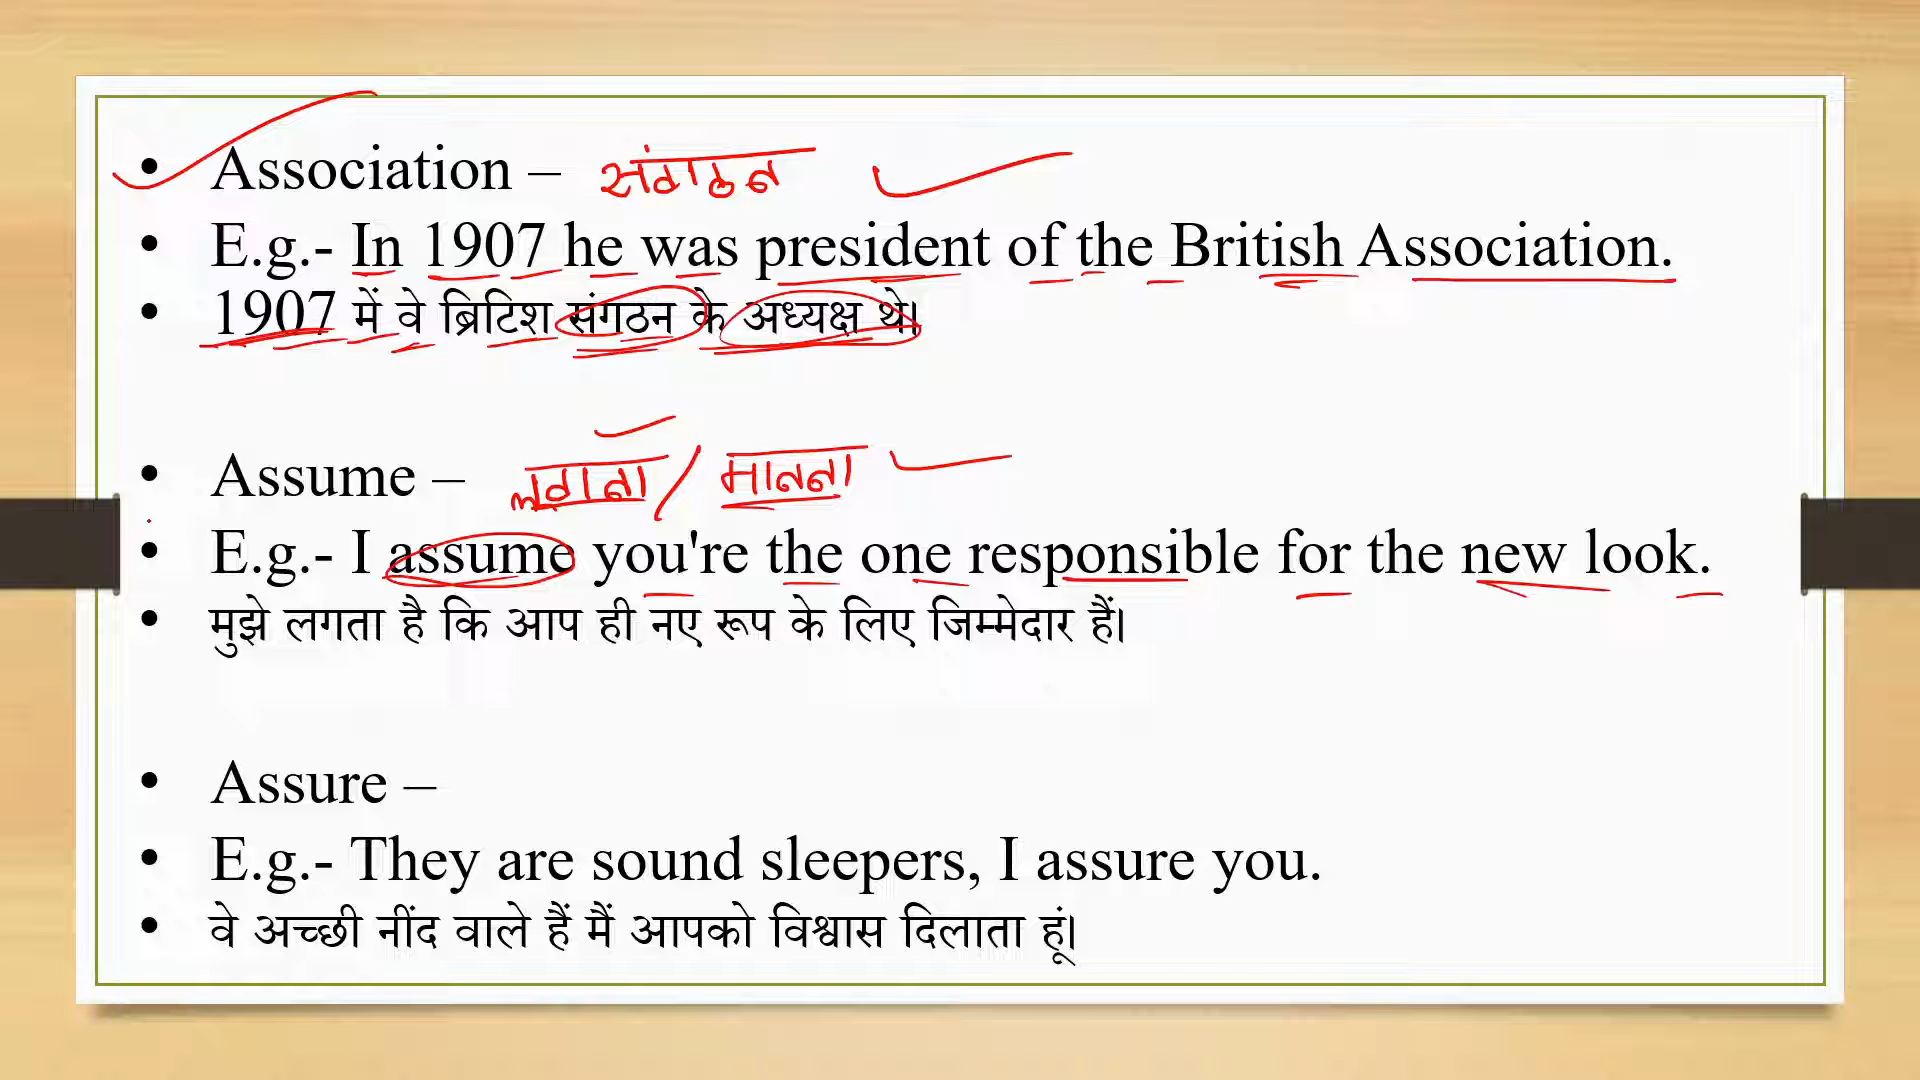 • Association – संगठन
• E.g.- In 1907 he was president of the British Association.
• 1907 में वे ब्रिटिश संगठन के अध्यक्ष थे।
• Assume – लगना / मानना
• E.g.- I assume you're the one responsible for the new look.
• मुझे लगता है कि आप ही नए रूप के लिए जिम्मेदार हैं।
• Assure –
• E.g.- They are sound sleepers, I assure you.
• वे अच्छी नींद वाले हैं मैं आपको विश्वास दिलाता हूं।